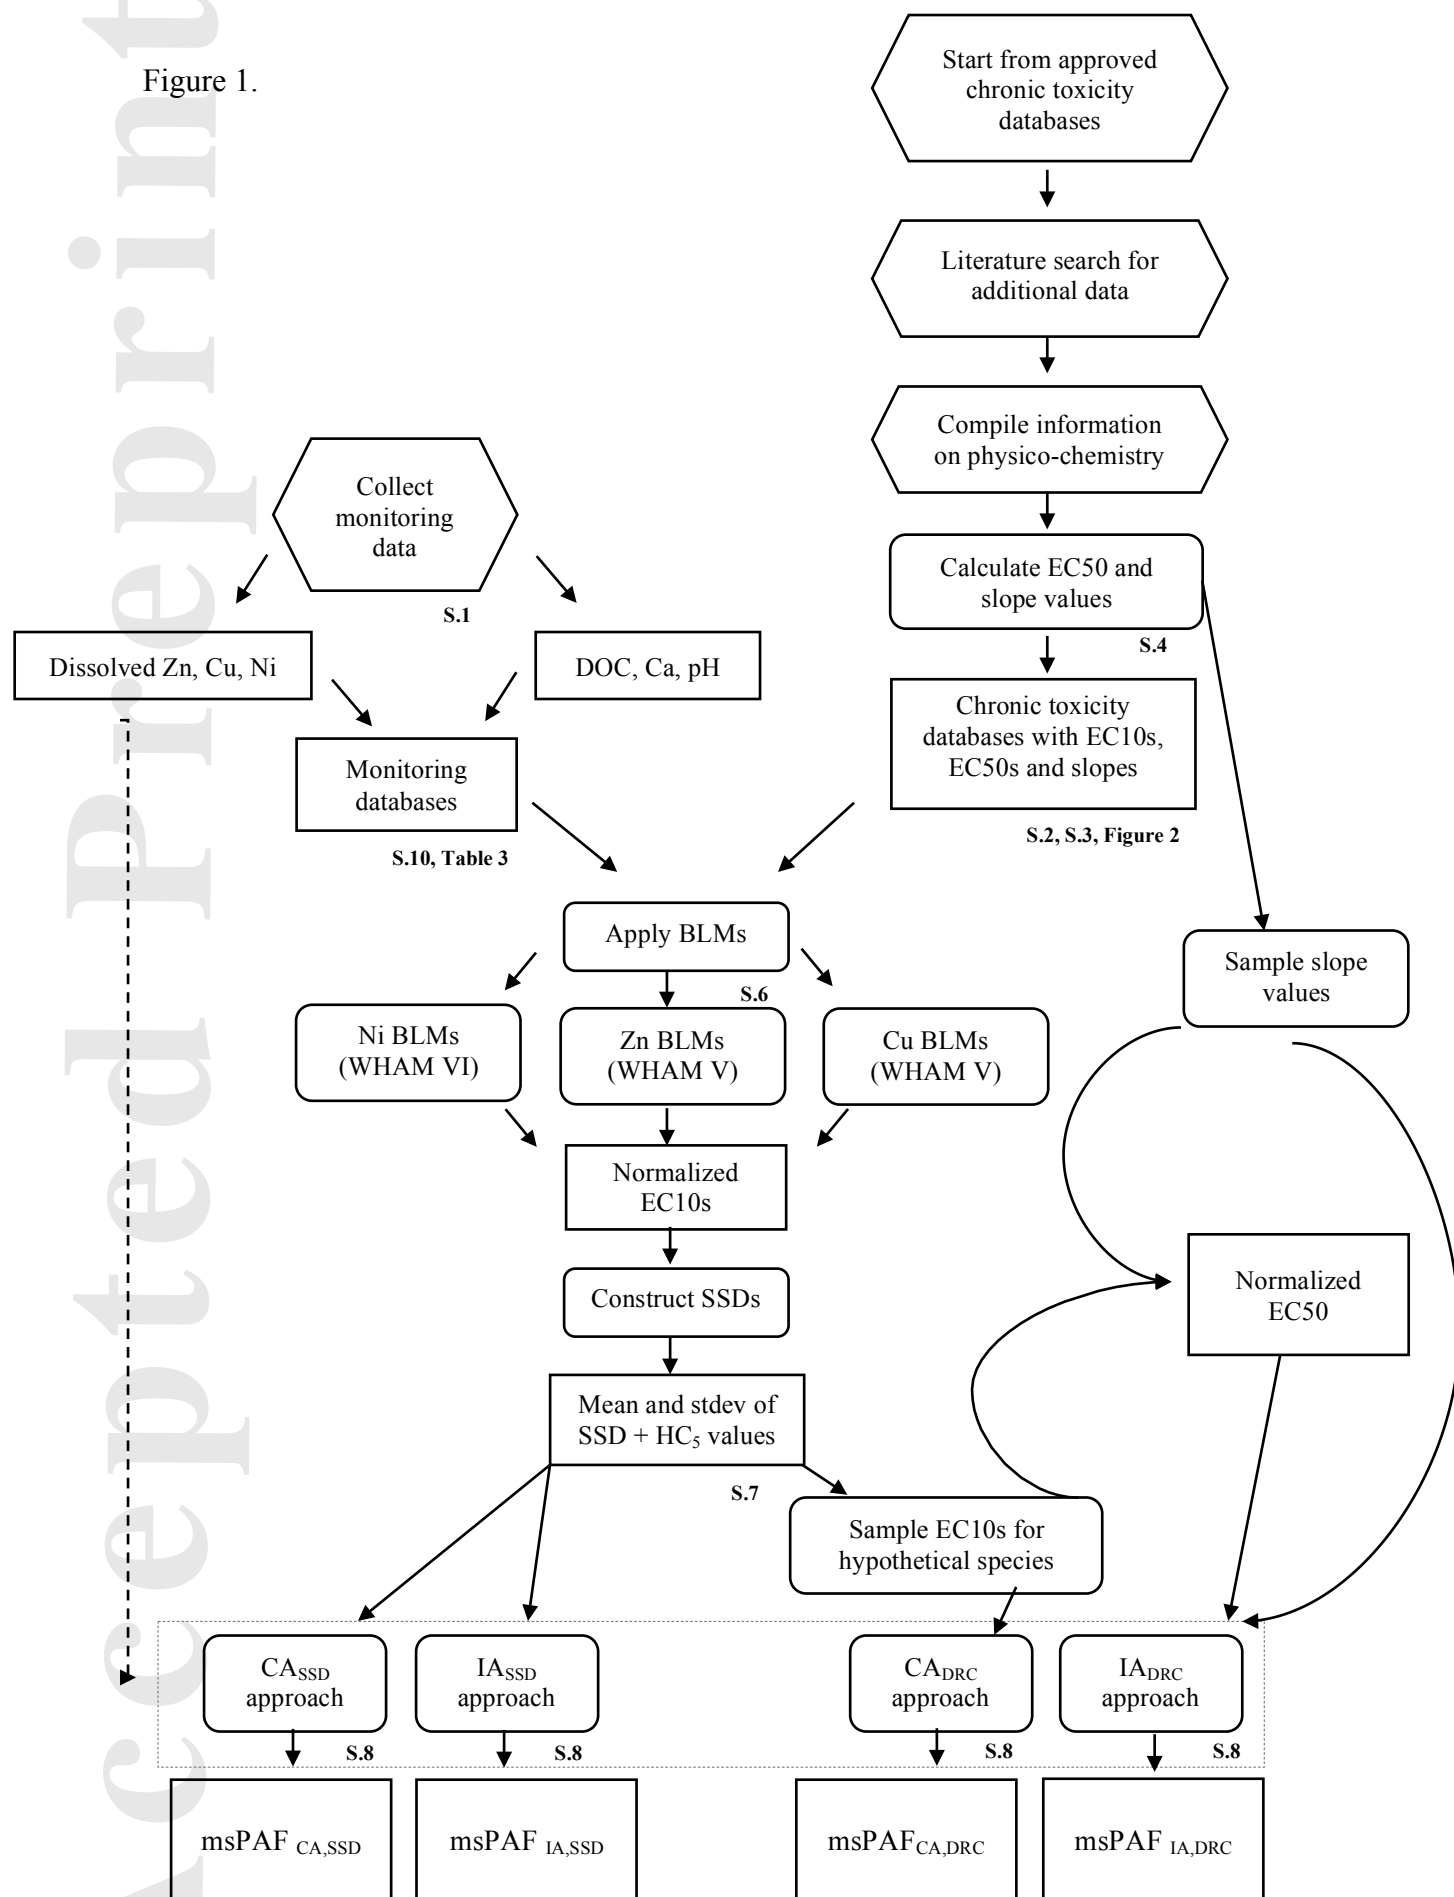 Accepted Preprint
Figure 1.
Start from approved
chronic toxicity
databases
Literature search for
additional data
Compile information
on physico-chemistry
Collect
monitoring
data
S.1
Calculate EC50 and
slope values
S.4
Dissolved Zn, Cu, Ni
DOC, Ca, pH
Chronic toxicity
databases with EC10s,
EC50s and slopes
S.2, S.3, Figure 2
Monitoring
databases
S.10, Table 3
Apply BLMs
S.6
Sample slope
values
Ni BLMs
(WHAM VI)
Zn BLMs
(WHAM V)
Cu BLMs
(WHAM V)
Normalized
EC10s
Construct SSDs
Normalized
EC50
Mean and stdev of
SSD + HC5 values
S.7
Sample EC10s for
hypothetical species
CASSD
approach
S.8
IASSD
approach
S.8
CADRC
approach
S.8
IADRC
approach
S.8
msPAF CA,SSD
msPAF IA,SSD
msPAFCA,DRC
msPAF IA,DRC